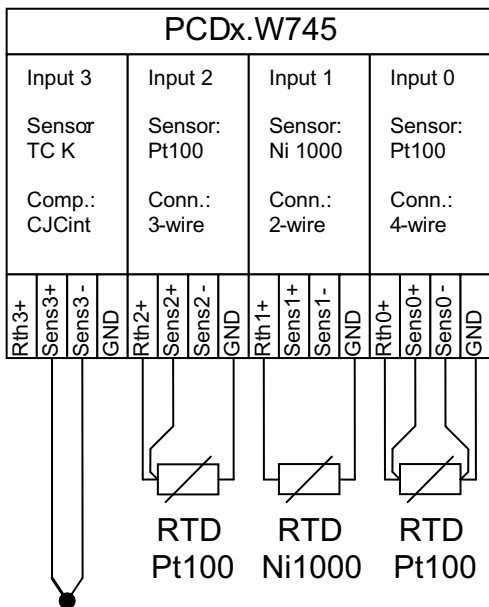 PCDx.W745
Input 3
Sensor
TC K
Comp.:
CJCint
Input 2
Sensor:
Pt100
Conn.:
3-wire
Input 1
Sensor:
Ni 1000
Conn.:
2-wire
Input 0
Sensor:
Pt100
Conn.:
4-wire
Rth3+
Sens3+
Sens3-
GND
Rth2+
Sens2+
Sens2-
GND
Rth1+
Sens1+
Sens1-
GND
Rth0+
Sens0+
Sens0-
GND
RTD
Pt100
RTD
Ni1000
RTD
Pt100